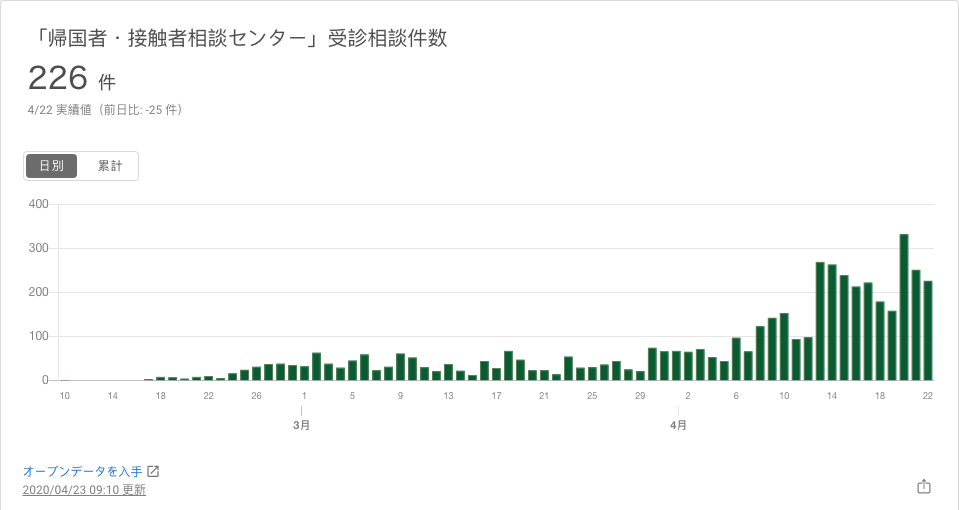 「帰国者・接触者相談センター」受診相談件数
226 件
4/22 実績値（前日比: -25 件）
日別 累計
400
300
200
100
0
10 14 18 22 26 1 5 9 13 17 21 25 29 2 6 10 14 18 22
3月 4月
オープンデータを入手
2020/04/23 09:10 更新